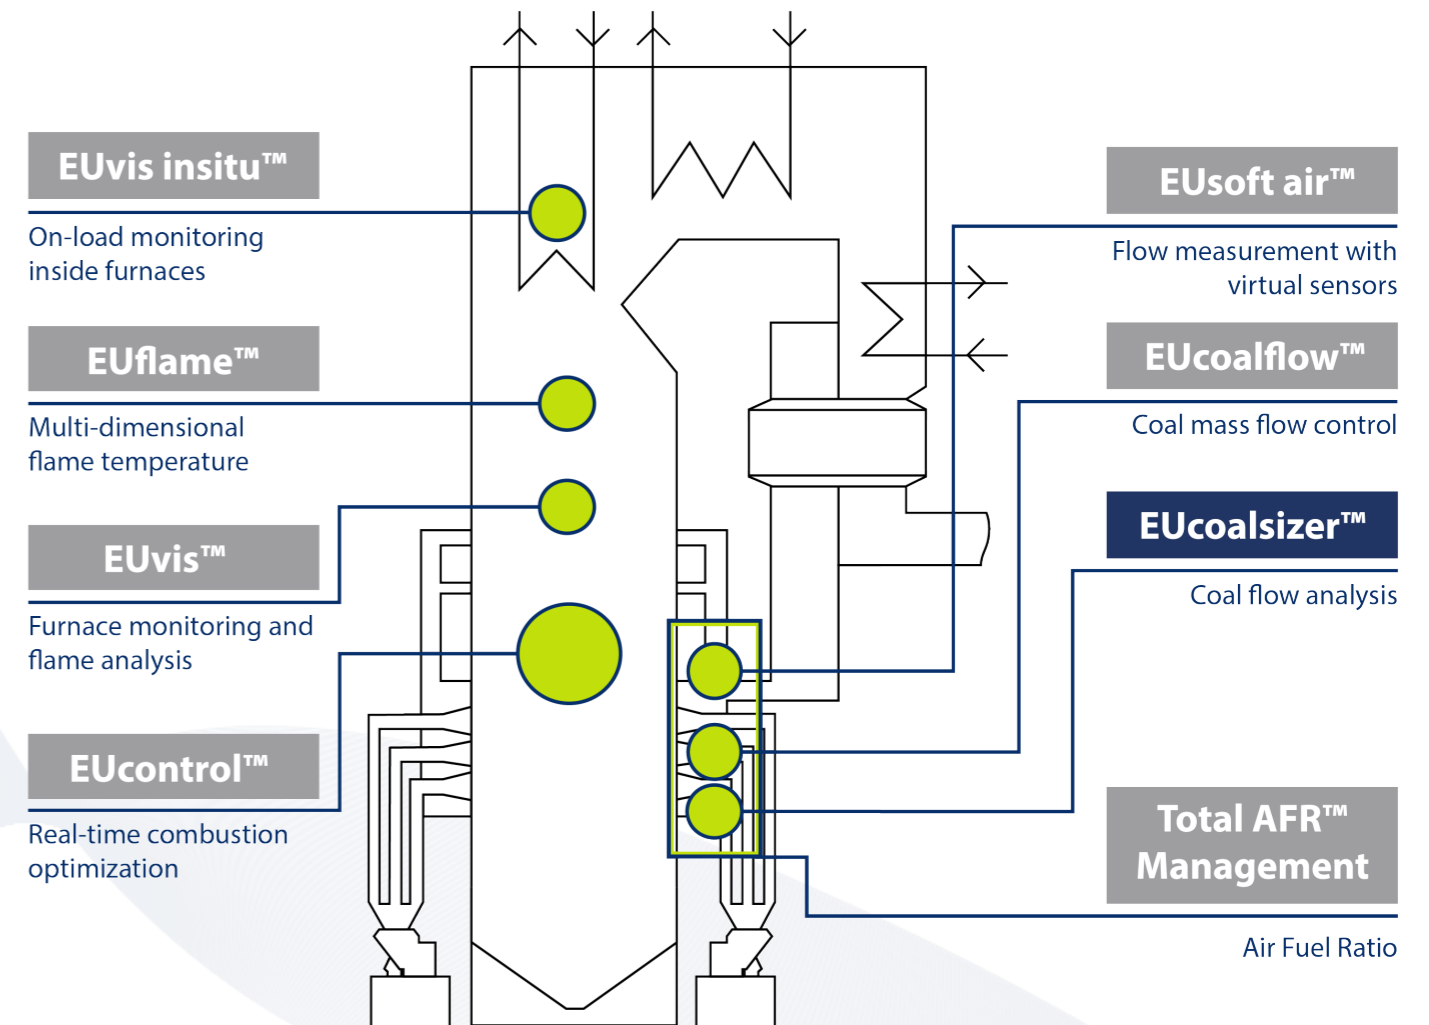 EUvis insitu™
On-load monitoring
inside furnaces
EUflame™
Multi-dimensional
flame temperature
EUvis™
Furnace monitoring and
flame analysis
EUcontrol™
Real-time combustion
optimization
EUsoft air™
Flow measurement with
virtual sensors
EUcoalflow™
Coal mass flow control
EUcoalsizer™
Coal flow analysis
Total AFR™
Management
Air Fuel Ratio